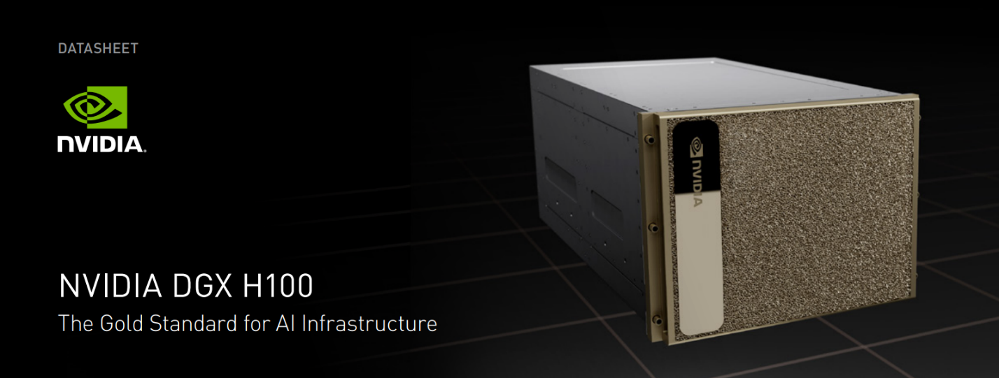 DATASHEET
NVIDIA.
NVIDIA DGX H100
The Gold Standard for AI Infrastructure
NVIDIA